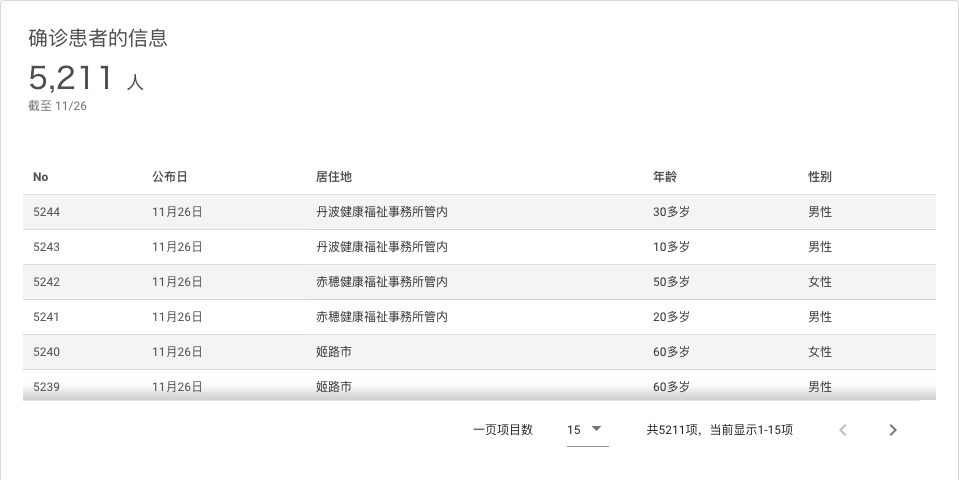 确诊患者的信息
5,211 人
截至 11/26
No 公布日 居住地 年龄 性别
5244 11月26日 丹波健康福祉事務所管内 30多岁 男性
5243 11月26日 丹波健康福祉事務所管内 10多岁 男性
5242 11月26日 赤穂健康福祉事務所管内 50多岁 女性
5241 11月26日 赤穂健康福祉事務所管内 20多岁 男性
5240 11月26日 姫路市 60多岁 女性
5239 11月26日 姫路市 60多岁 男性
一页项目数 15 共5211项，当前显示1-15项